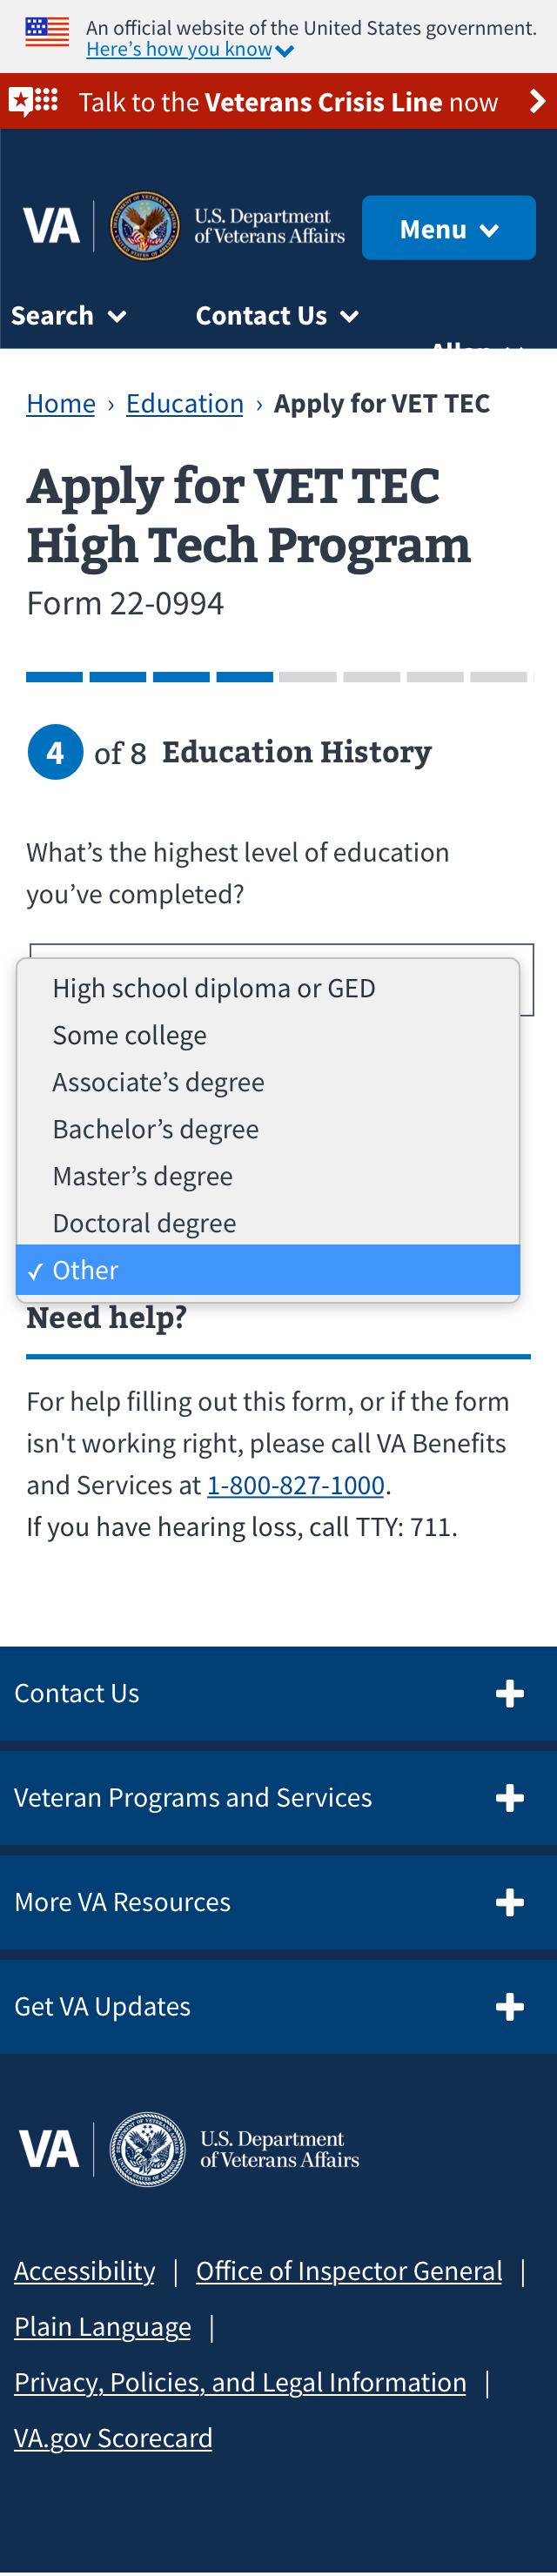 An official website of the United States government.
Here’s how you know
Talk to the Veterans Crisis Line now
VA
U.S. Department
of Veterans Affairs
Menu
Search
Contact Us
Home › Education › Apply for VET TEC
Apply for VET TEC
High Tech Program
Form 22-0994
4 of 8 Education History
What’s the highest level of education
you’ve completed?
High school diploma or GED
Some college
Associate’s degree
Bachelor’s degree
Master’s degree
Doctoral degree
✓ Other
Need help?
For help filling out this form, or if the form
isn't working right, please call VA Benefits
and Services at 1-800-827-1000.
If you have hearing loss, call TTY: 711.
Contact Us
Veteran Programs and Services
More VA Resources
Get VA Updates
VA
U.S. Department
of Veterans Affairs
Accessibility | Office of Inspector General |
Plain Language |
Privacy, Policies, and Legal Information |
VA.gov Scorecard